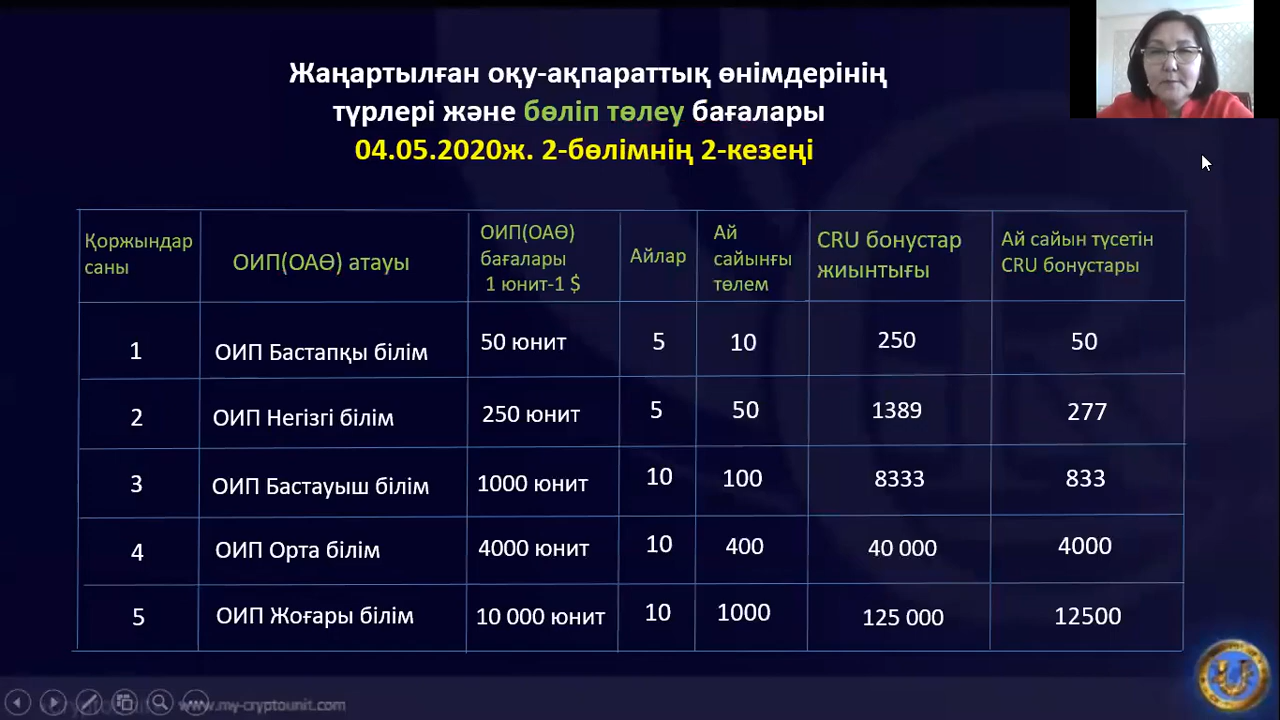 Жаңартылған оқу-ақпараттық өнімдерінің
түрлері және бөліп төлеу бағалары
04.05.2020ж. 2-бөлімнің 2-кезеңі
Қоржындар
саны
ОИП(ОАӨ) атауы
ОИП(ОАӨ)
бағалары
1 юнит-1 $
Айлар
Ай
сайынғы
төлем
CRU бонустар
жиынтығы
Ай сайын түсетін
CRU бонустары
1 ОИП Бастапқы білім 50 юнит 5 10 250 50
2 ОИП Негізгі білім 250 юнит 5 50 1389 277
3 ОИП Бастауыш білім 1000 юнит 10 100 8333 833
4 ОИП Орта білім 4000 юнит 10 400 40 000 4000
5 ОИП Жоғары білім 10 000 юнит 10 1000 125 000 12500
www.my-cryptounit.com